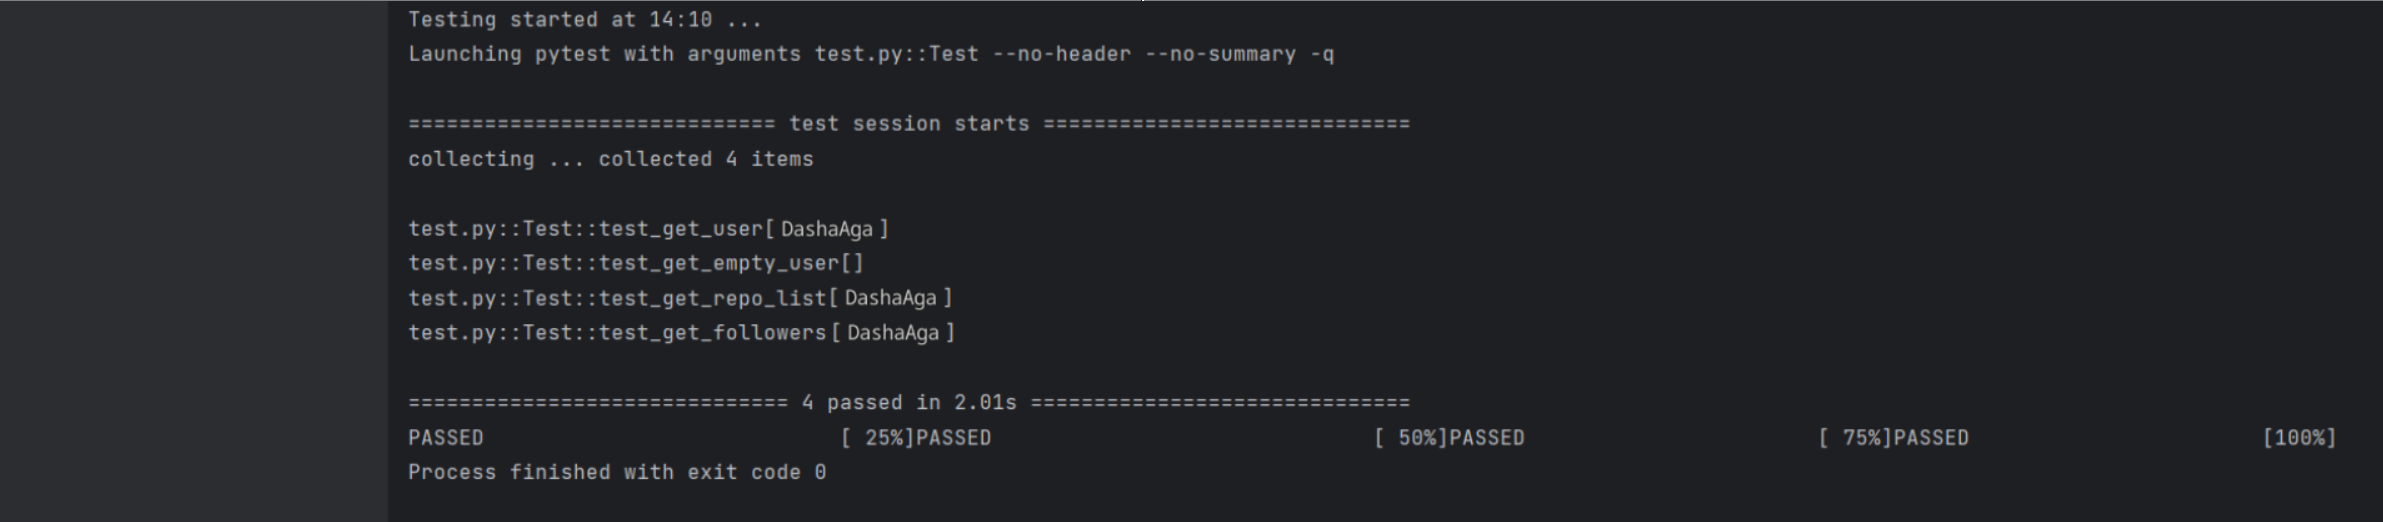 Testing started at 14:10 ...
Launching pytest with arguments test.py::Test --no-header --no-summary -q
============================= test session starts =============================
collecting ... collected 4 items
test.py::Test::test_get_user[ DashaAga ]
test.py::Test::test_get_empty_user[]
test.py::Test::test_get_repo_list[ DashaAga ]
test.py::Test::test_get_followers[ DashaAga ]
============================== 4 passed in 2.01s ==============================
PASSED                            [ 25%]PASSED                              [ 50%]PASSED                       [ 75%]PASSED                       [100%]
Process finished with exit code 0